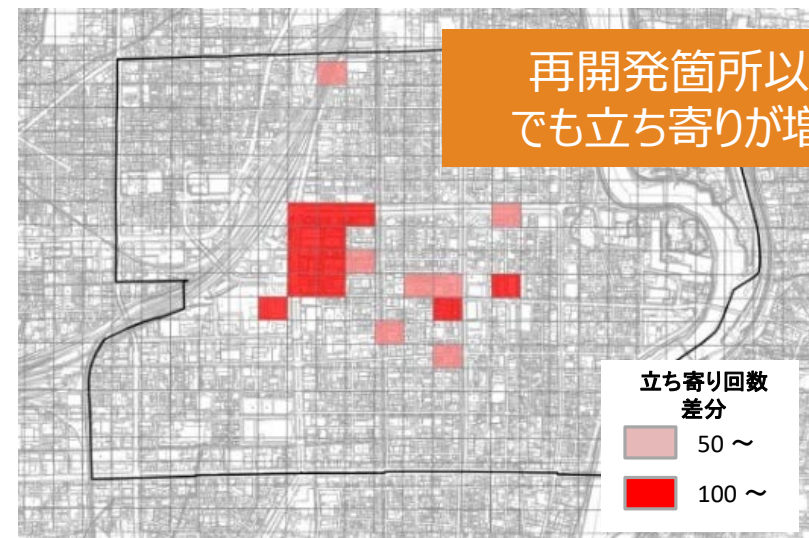 再開発箇所以
でも立ち寄りが増
立ち寄り回数
差分
50 ～
100 ～